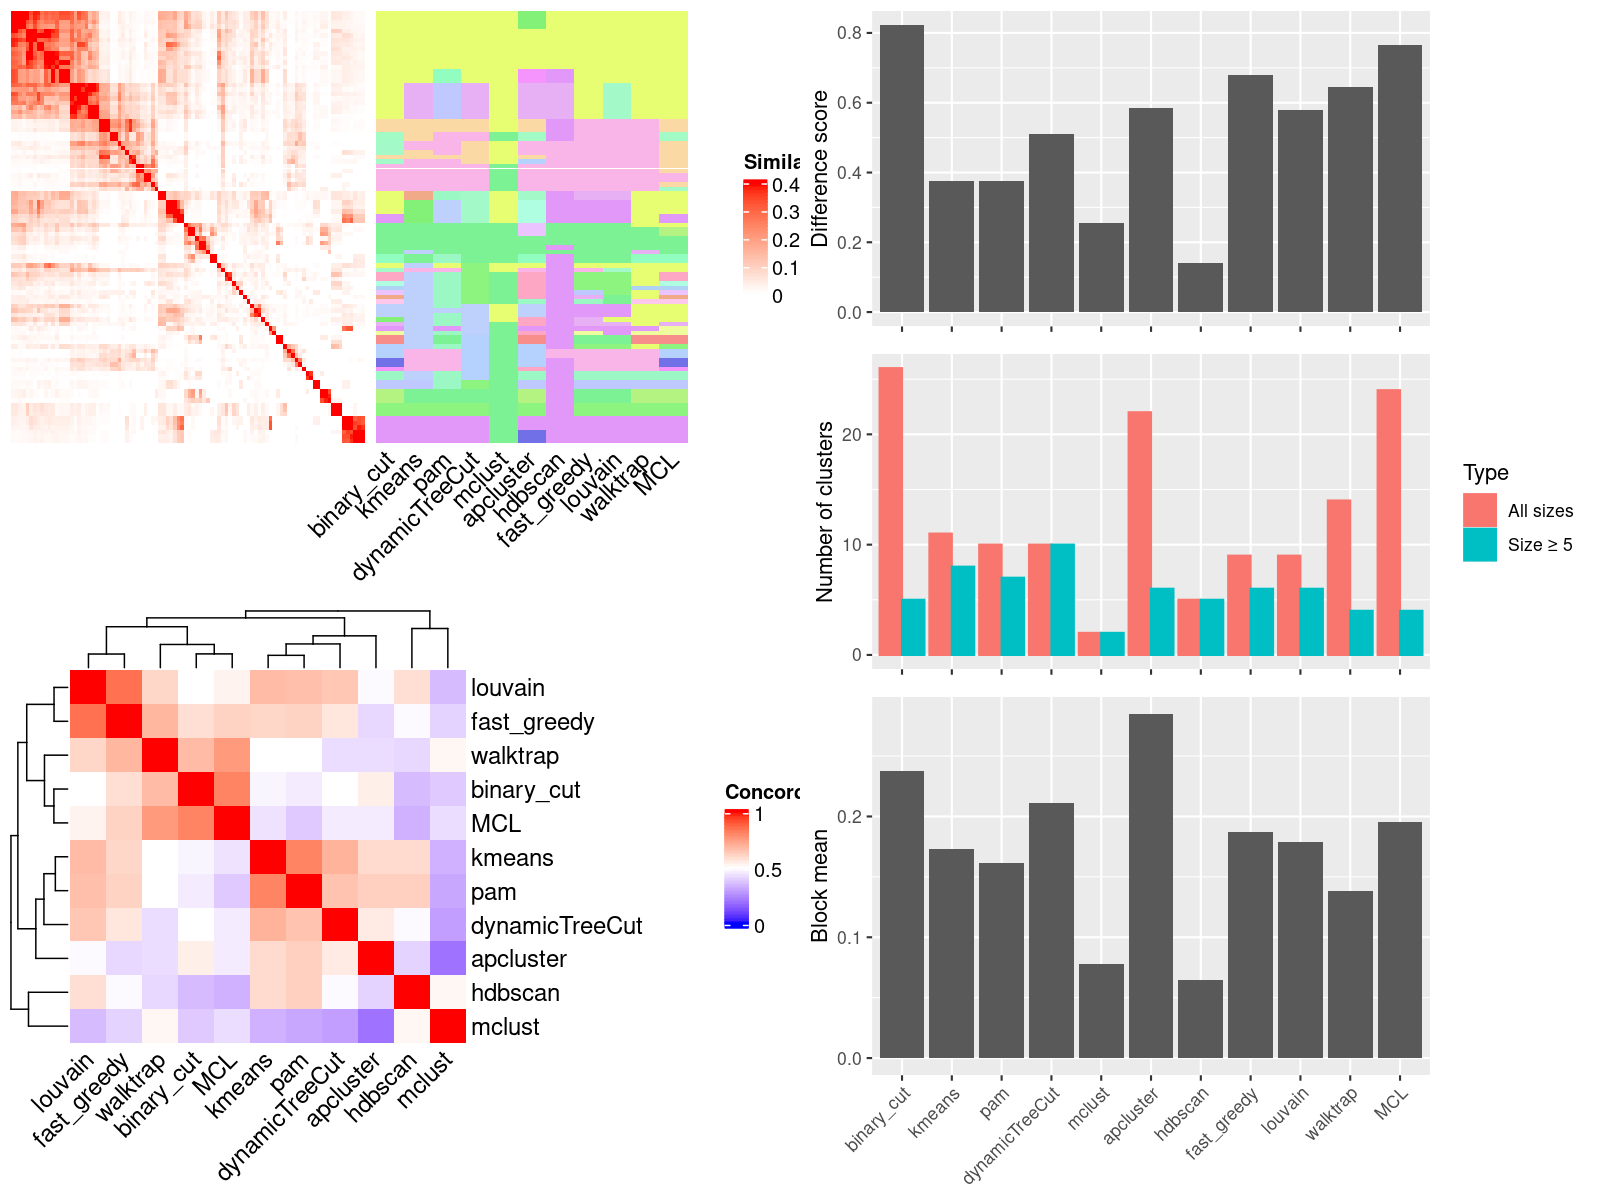 Simila
0.4
0.3
0.2
0.1
0
binary_cut
kmeans
pam
dynamicTreeCut
mclust
apcluster
hdbscan
fast_greedy
louvain
walktrap
MCL
louvain
fast_greedy
walktrap
binary_cut
MCL
kmeans
pam
dynamicTreeCut
apcluster
hdbscan
mclust
louvain
fast_greedy
walktrap
binary_cut
MCL
kmeans
pam
dynamicTreeCut
apcluster
hdbscan
mclust
Concord
1
0.5
0
Difference score
0.8
0.6
0.4
0.2
0.0
Number of clusters
20
10
0
Type
All sizes
Size ≥ 5
Block mean
0.2
0.1
0.0
binary_cut
kmeans
pam
dynamicTreeCut
mclust
apcluster
hdbscan
fast_greedy
louvain
walktrap
MCL